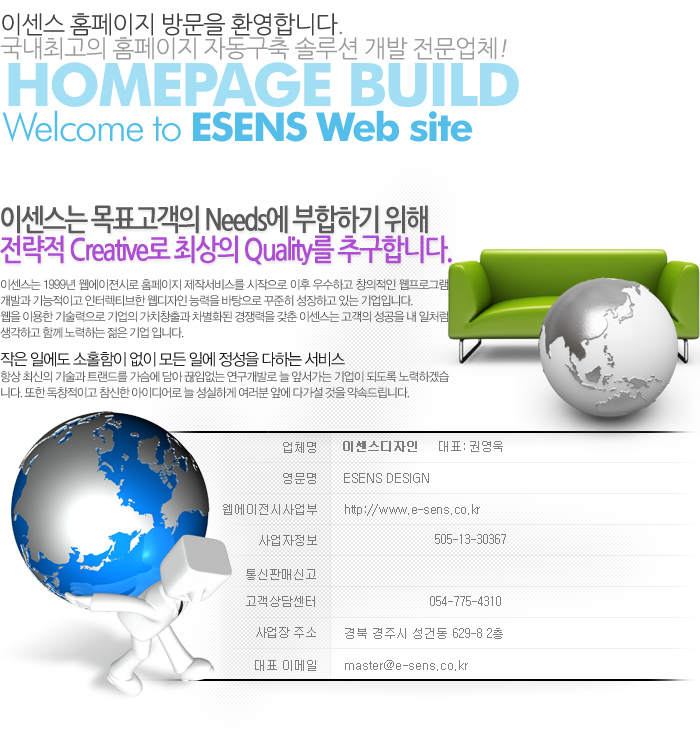 이센스 홈페이지 방문을 환영합니다.
국내최고의 홈페이지 자동구축 솔루션 개발 전문업체!
HOMEPAGE BUILD
Welcome to ESENS Web site
이센스는 목표고객의 Needs에 부합하기 위해
전략적 Creative로 최상의 Quality를 추구합니다.
이센스는 1999년 웹에이전시로 홈페이지 제작서비스를 시작으로 이후 우수하고 창의적인 웹프로그램
개발과 기능적이고 인터렉티브한 웹디자인 능력을 바탕으로 꾸준히 성장하고 있는 기업입니다.
웹을 이용한 기술력으로 기업의 가치창출과 차별화된 경쟁력을 갖춘 이센스는 고객의 성공을 내 일처럼
생각하고 함께 노력하는 젊은 기업 입니다.
작은 일에도 소홀함이 없이 모든 일에 정성을 다하는 서비스
항상 최신의 기술과 트랜드를 가슴에 담아 끊임없는 연구개발로 늘 앞서가는 기업이 되도록 노력하겠습
니다. 또한 독창적이고 참신한 아이디어로 늘 성실하게 여러분 앞에 다가설 것을 약속드립니다.
업체명 이센스디자인 대표: 권영욱
영문명 ESENS DESIGN
웹에이전시사업부 http://www.e-sens.co.kr
사업자정보 505-13-30367
통신판매신고
고객상담센터 054-775-4310
사업장 주소 경북 경주시 성건동 629-8 2층
대표 이메일 master@e-sens.co.kr